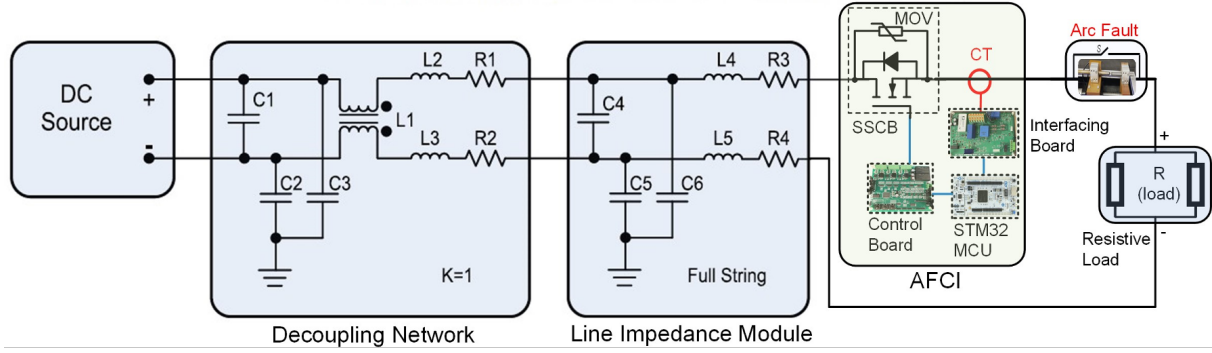 DC
Source
+
-
C1
C2
C3
L1
L2
R1
L3
R2
K=1
Decoupling Network
C4
C5
C6
L4
R3
L5
R4
Full String
Line Impedance Module
MOV
SSCB
CT
Control
Board
STM32
MCU
AFCI
Interfacing
Board
Arc Fault
S
+
R
(load)
-
Resistive
Load